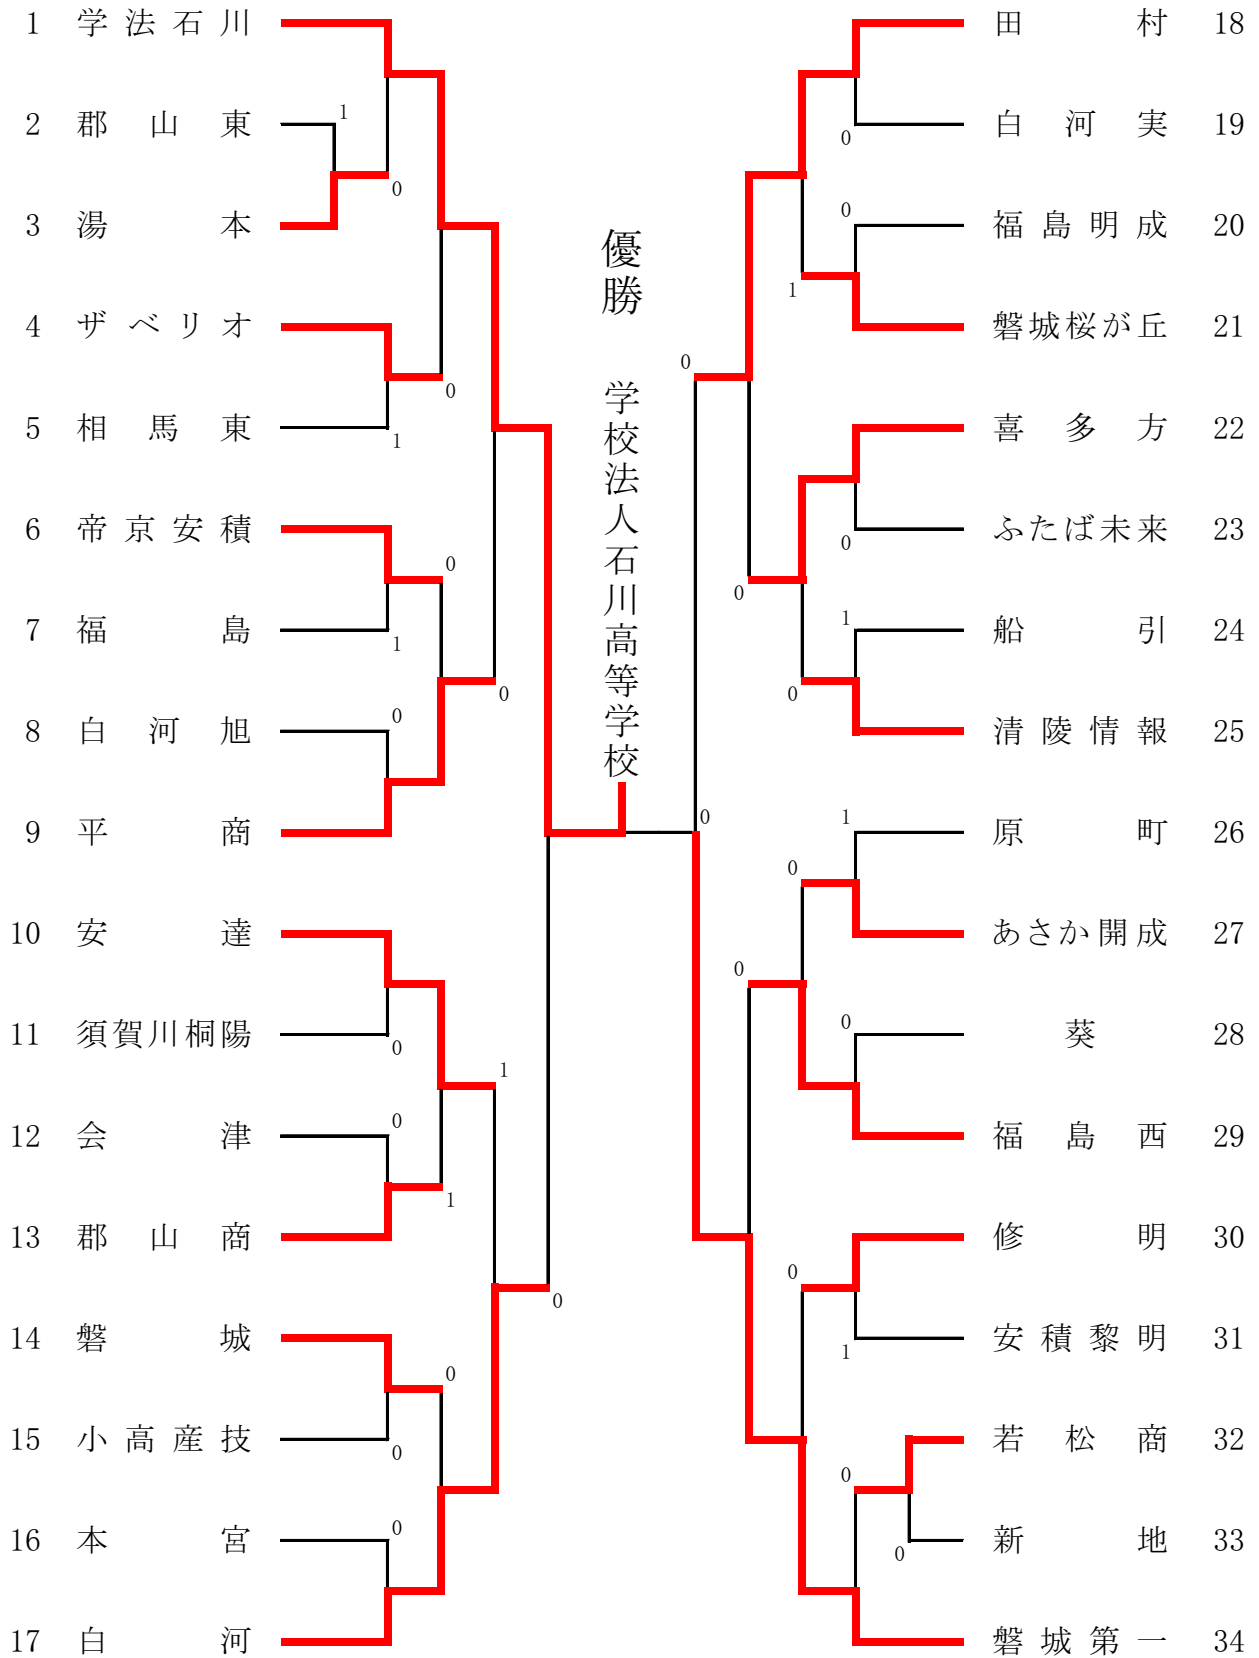 1 学法石川
2 郡山東
3 湯本
4 ザベリオ
5 相馬東
6 帝京安積
7 福島
8 白河旭
9 平商
10 安達
11 須賀川桐陽
12 会津
13 郡山商
14 磐城
15 小高産技
16 本宮
17 白河
1
0
0
1
0
1
0
0
0
0
1
1
0
0
0
0
優勝 学校法人石川高等学校
0
0
0
1
0
0
0
1
0
1
0
0
0
0
1
0
0
田村 18
白河実 19
福島明成 20
磐城桜が丘 21
喜多方 22
ふたば未来 23
船引 24
清陵情報 25
原町 26
あさか開成 27
葵 28
福島西 29
修明 30
安積黎明 31
若松商 32
新地 33
磐城第一 34